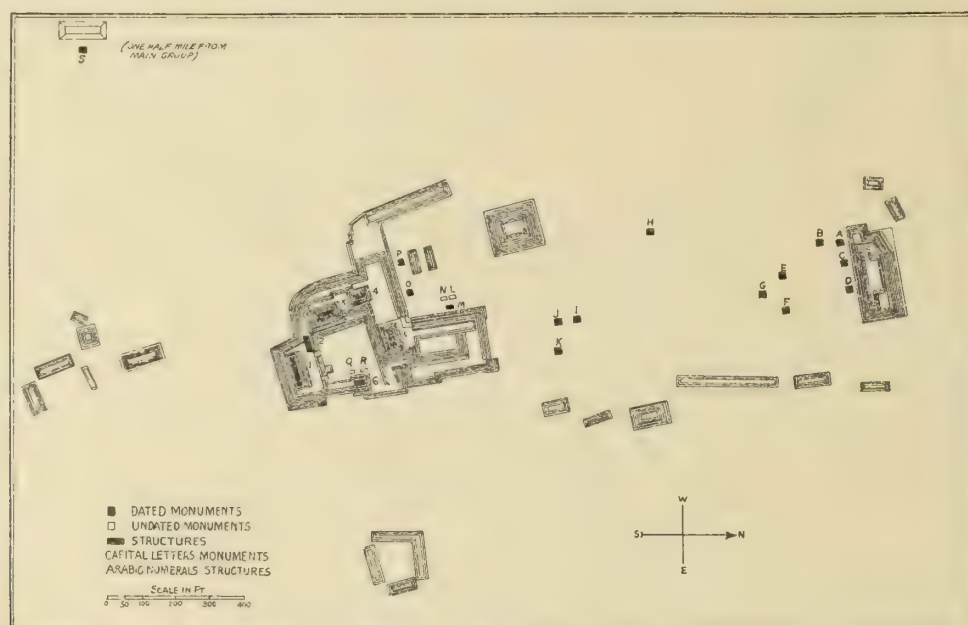 S
(ONE HALF MILE FROM
MAIN GROUP)
H
B A
C
P
E
D
4
O
N L
G
M
F
J I
K
Q R
6
W
S N
E
DATED MONUMENTS
UNDATED MONUMENTS
STRUCTURES
CAPITAL LETTERS MONUMENTS
ARABIC NUMERALS STRUCTURES
SCALE IN FT
0 50 100 200 300 400